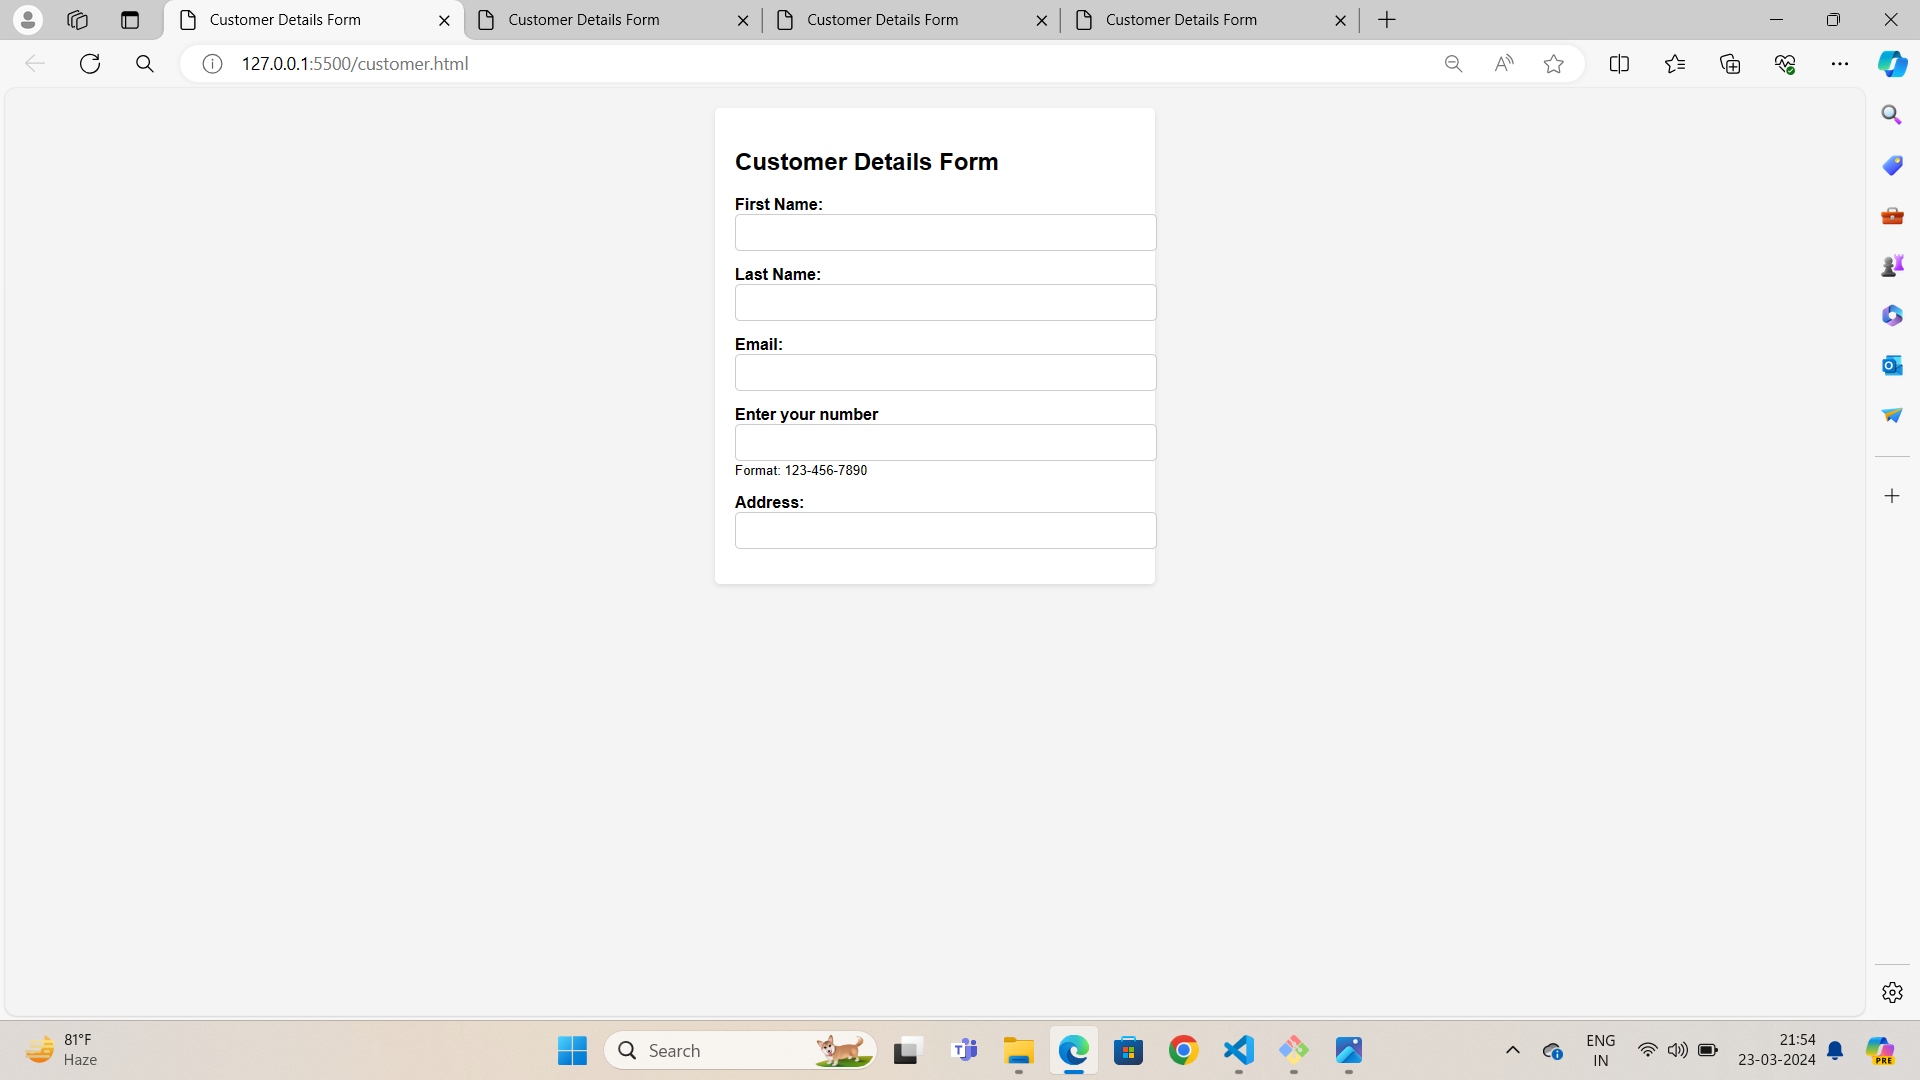 Customer Details Form
Customer Details Form
Customer Details Form
Customer Details Form
127.0.0.1:5500/customer.html
Customer Details Form
First Name:
Last Name:
Email:
Enter your number
Format: 123-456-7890
Address:
81°F
Haze
Search
ENG
IN
21:54
23-03-2024
PRE